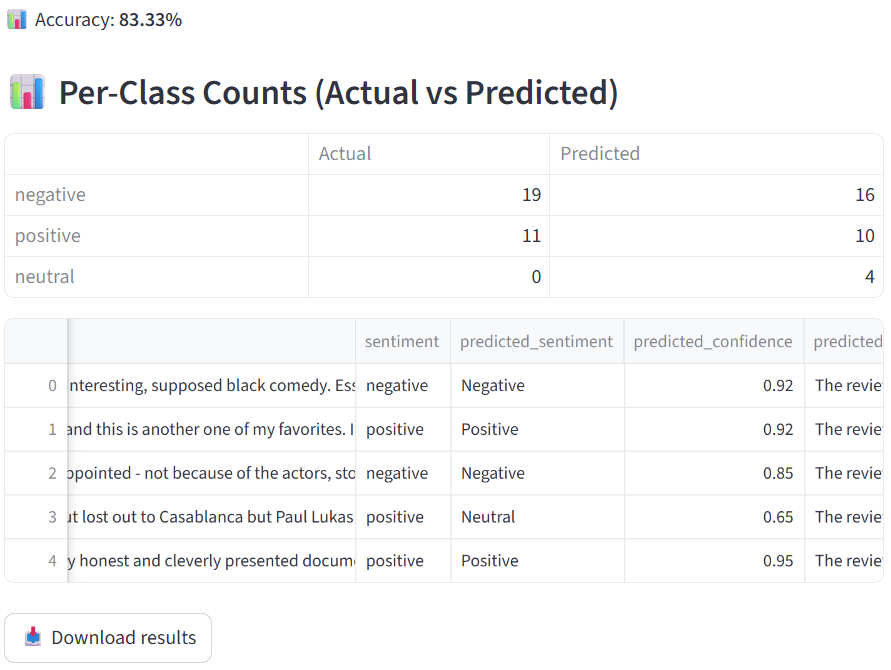 Accuracy: 83.33%
Per-Class Counts (Actual vs Predicted)
Actual Predicted
negative 19 16
positive 11 10
neutral 0 4
sentiment predicted_sentiment predicted_confidence predicted
0 nteresting, supposed black comedy. Ess negative Negative 0.92 The revie
1 and this is another one of my favorites. I positive Positive 0.92 The revie
2 ppointed - not because of the actors, sto negative Negative 0.85 The revie
3 ut lost out to Casablanca but Paul Lukas positive Neutral 0.65 The revie
4 y honest and cleverly presented docume positive Positive 0.95 The revie
Download results